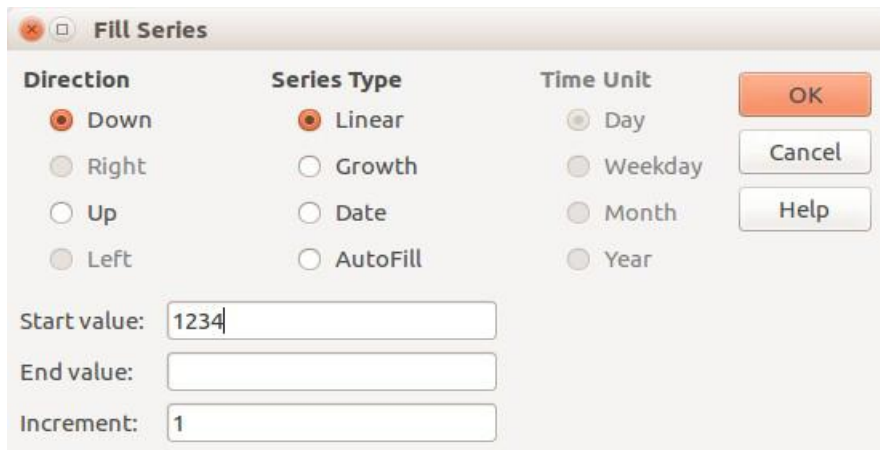 Fill Series
Direction Series Type Time Unit OK
Down Linear Day
Right Growth Weekday Cancel
Up Date Month Help
Left AutoFill Year
Start value: 1234
End value:
Increment: 1